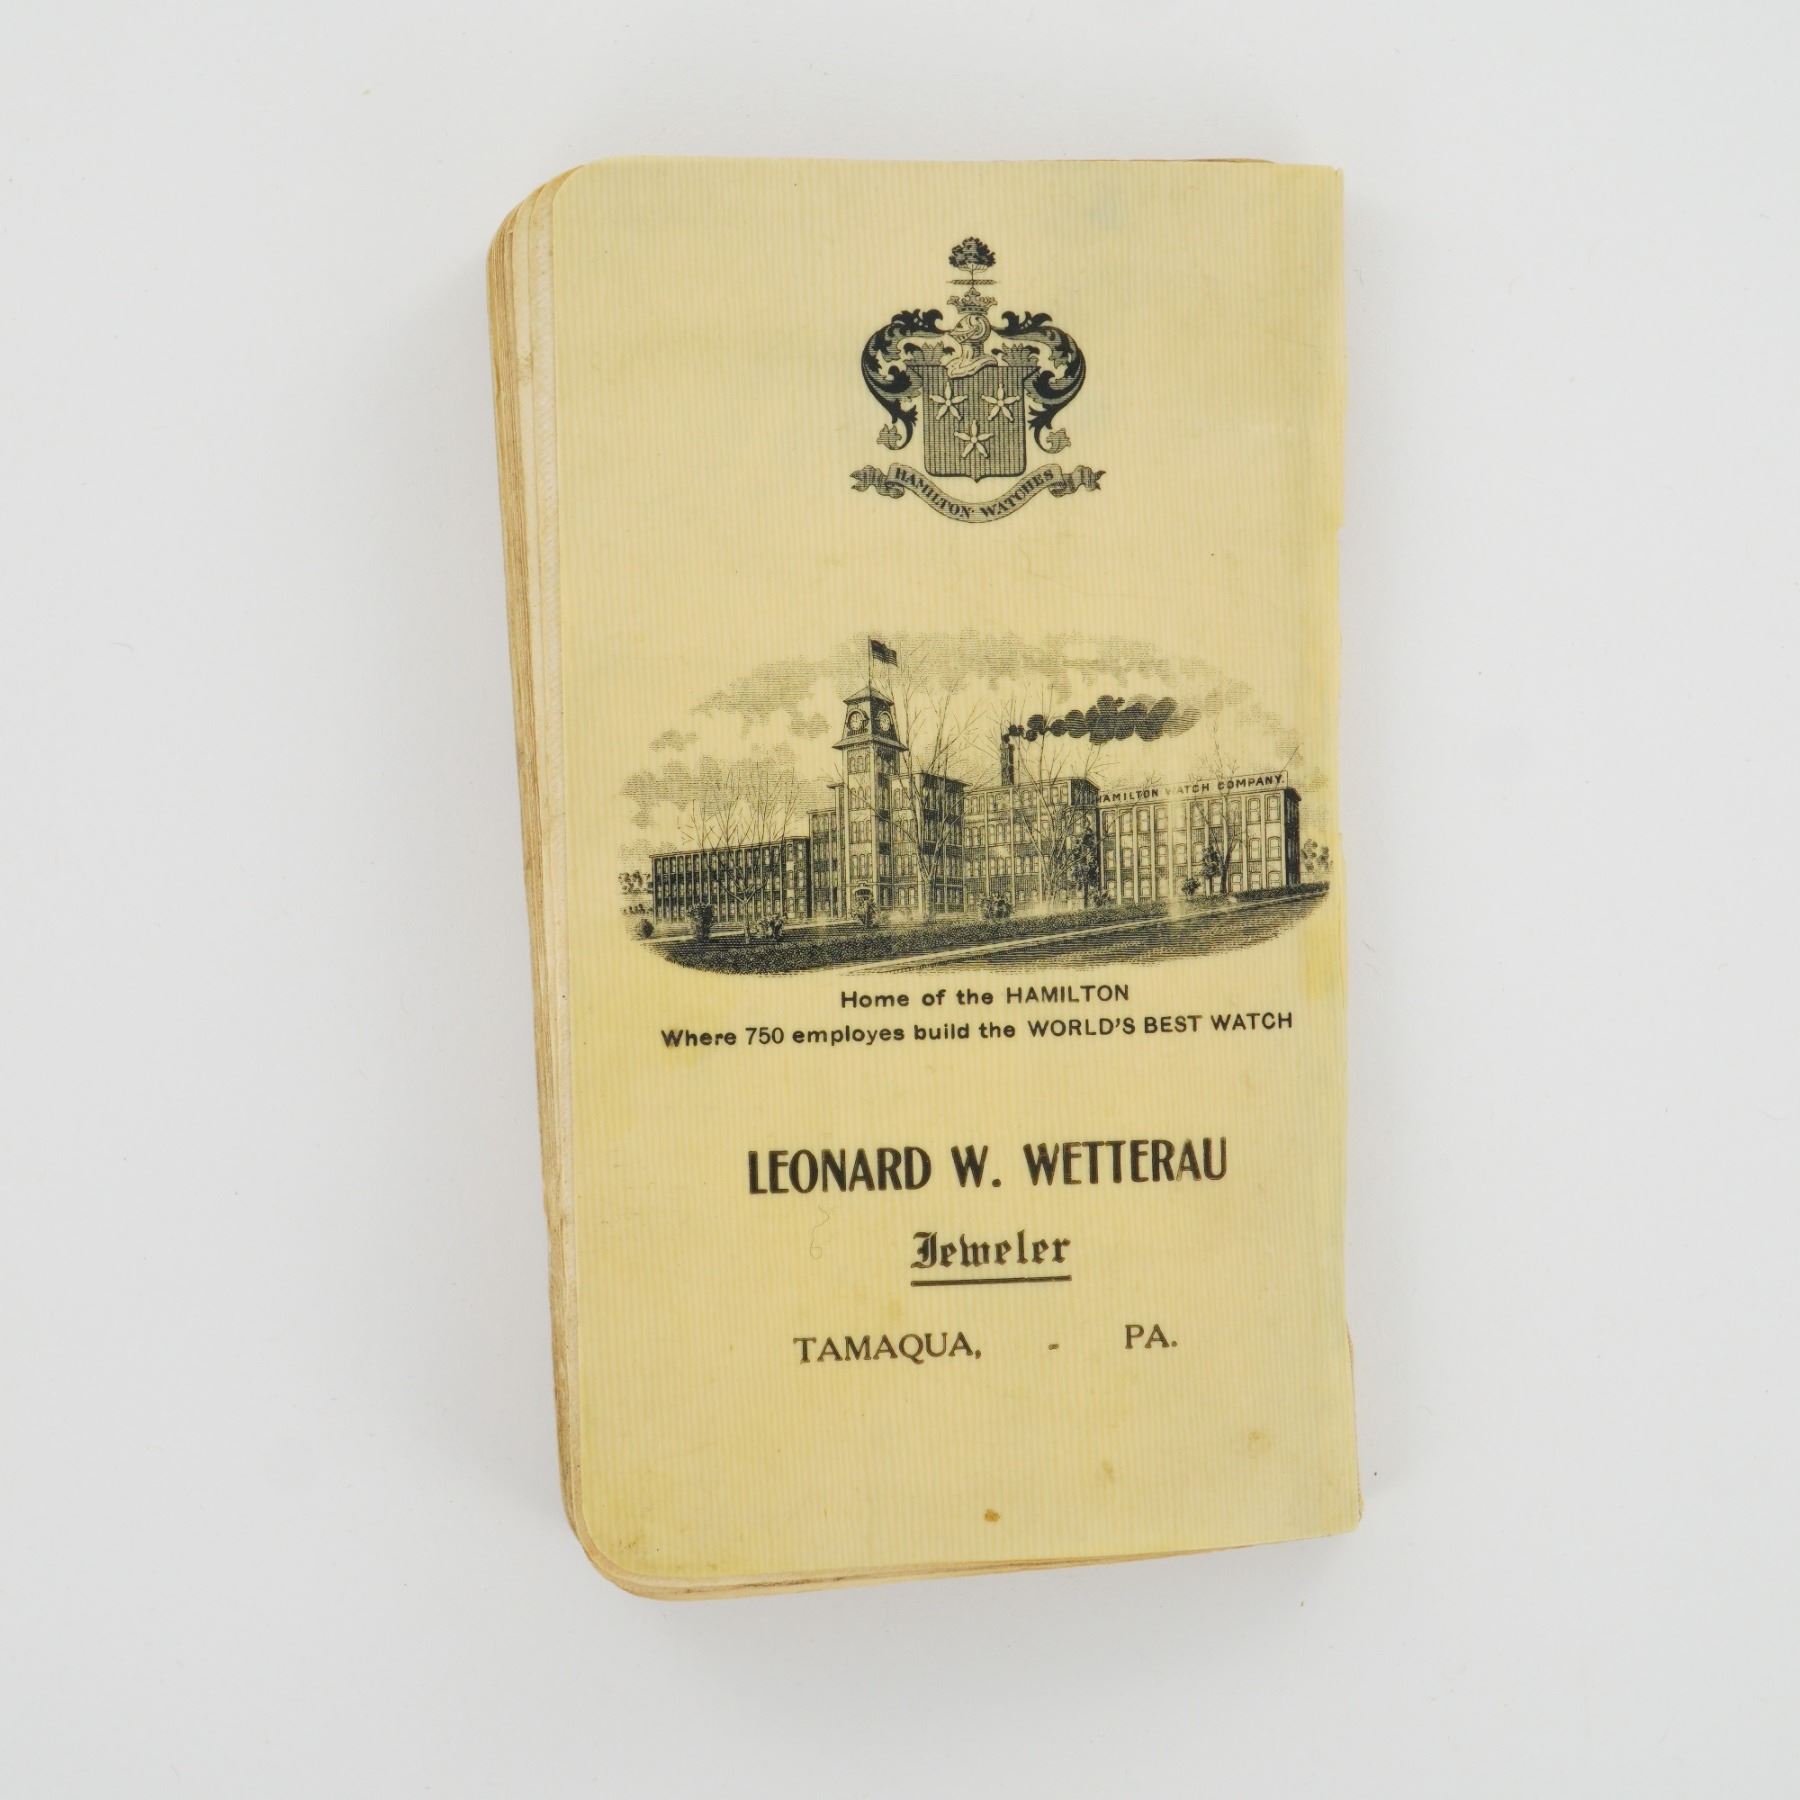 HAMILTON WATCHES
HAMILTON WATCH COMPANY.
Home of the HAMILTON
Where 750 employes build the WORLD'S BEST WATCH
LEONARD W. WETTERAU
Jeweler
TAMAQUA, - PA.